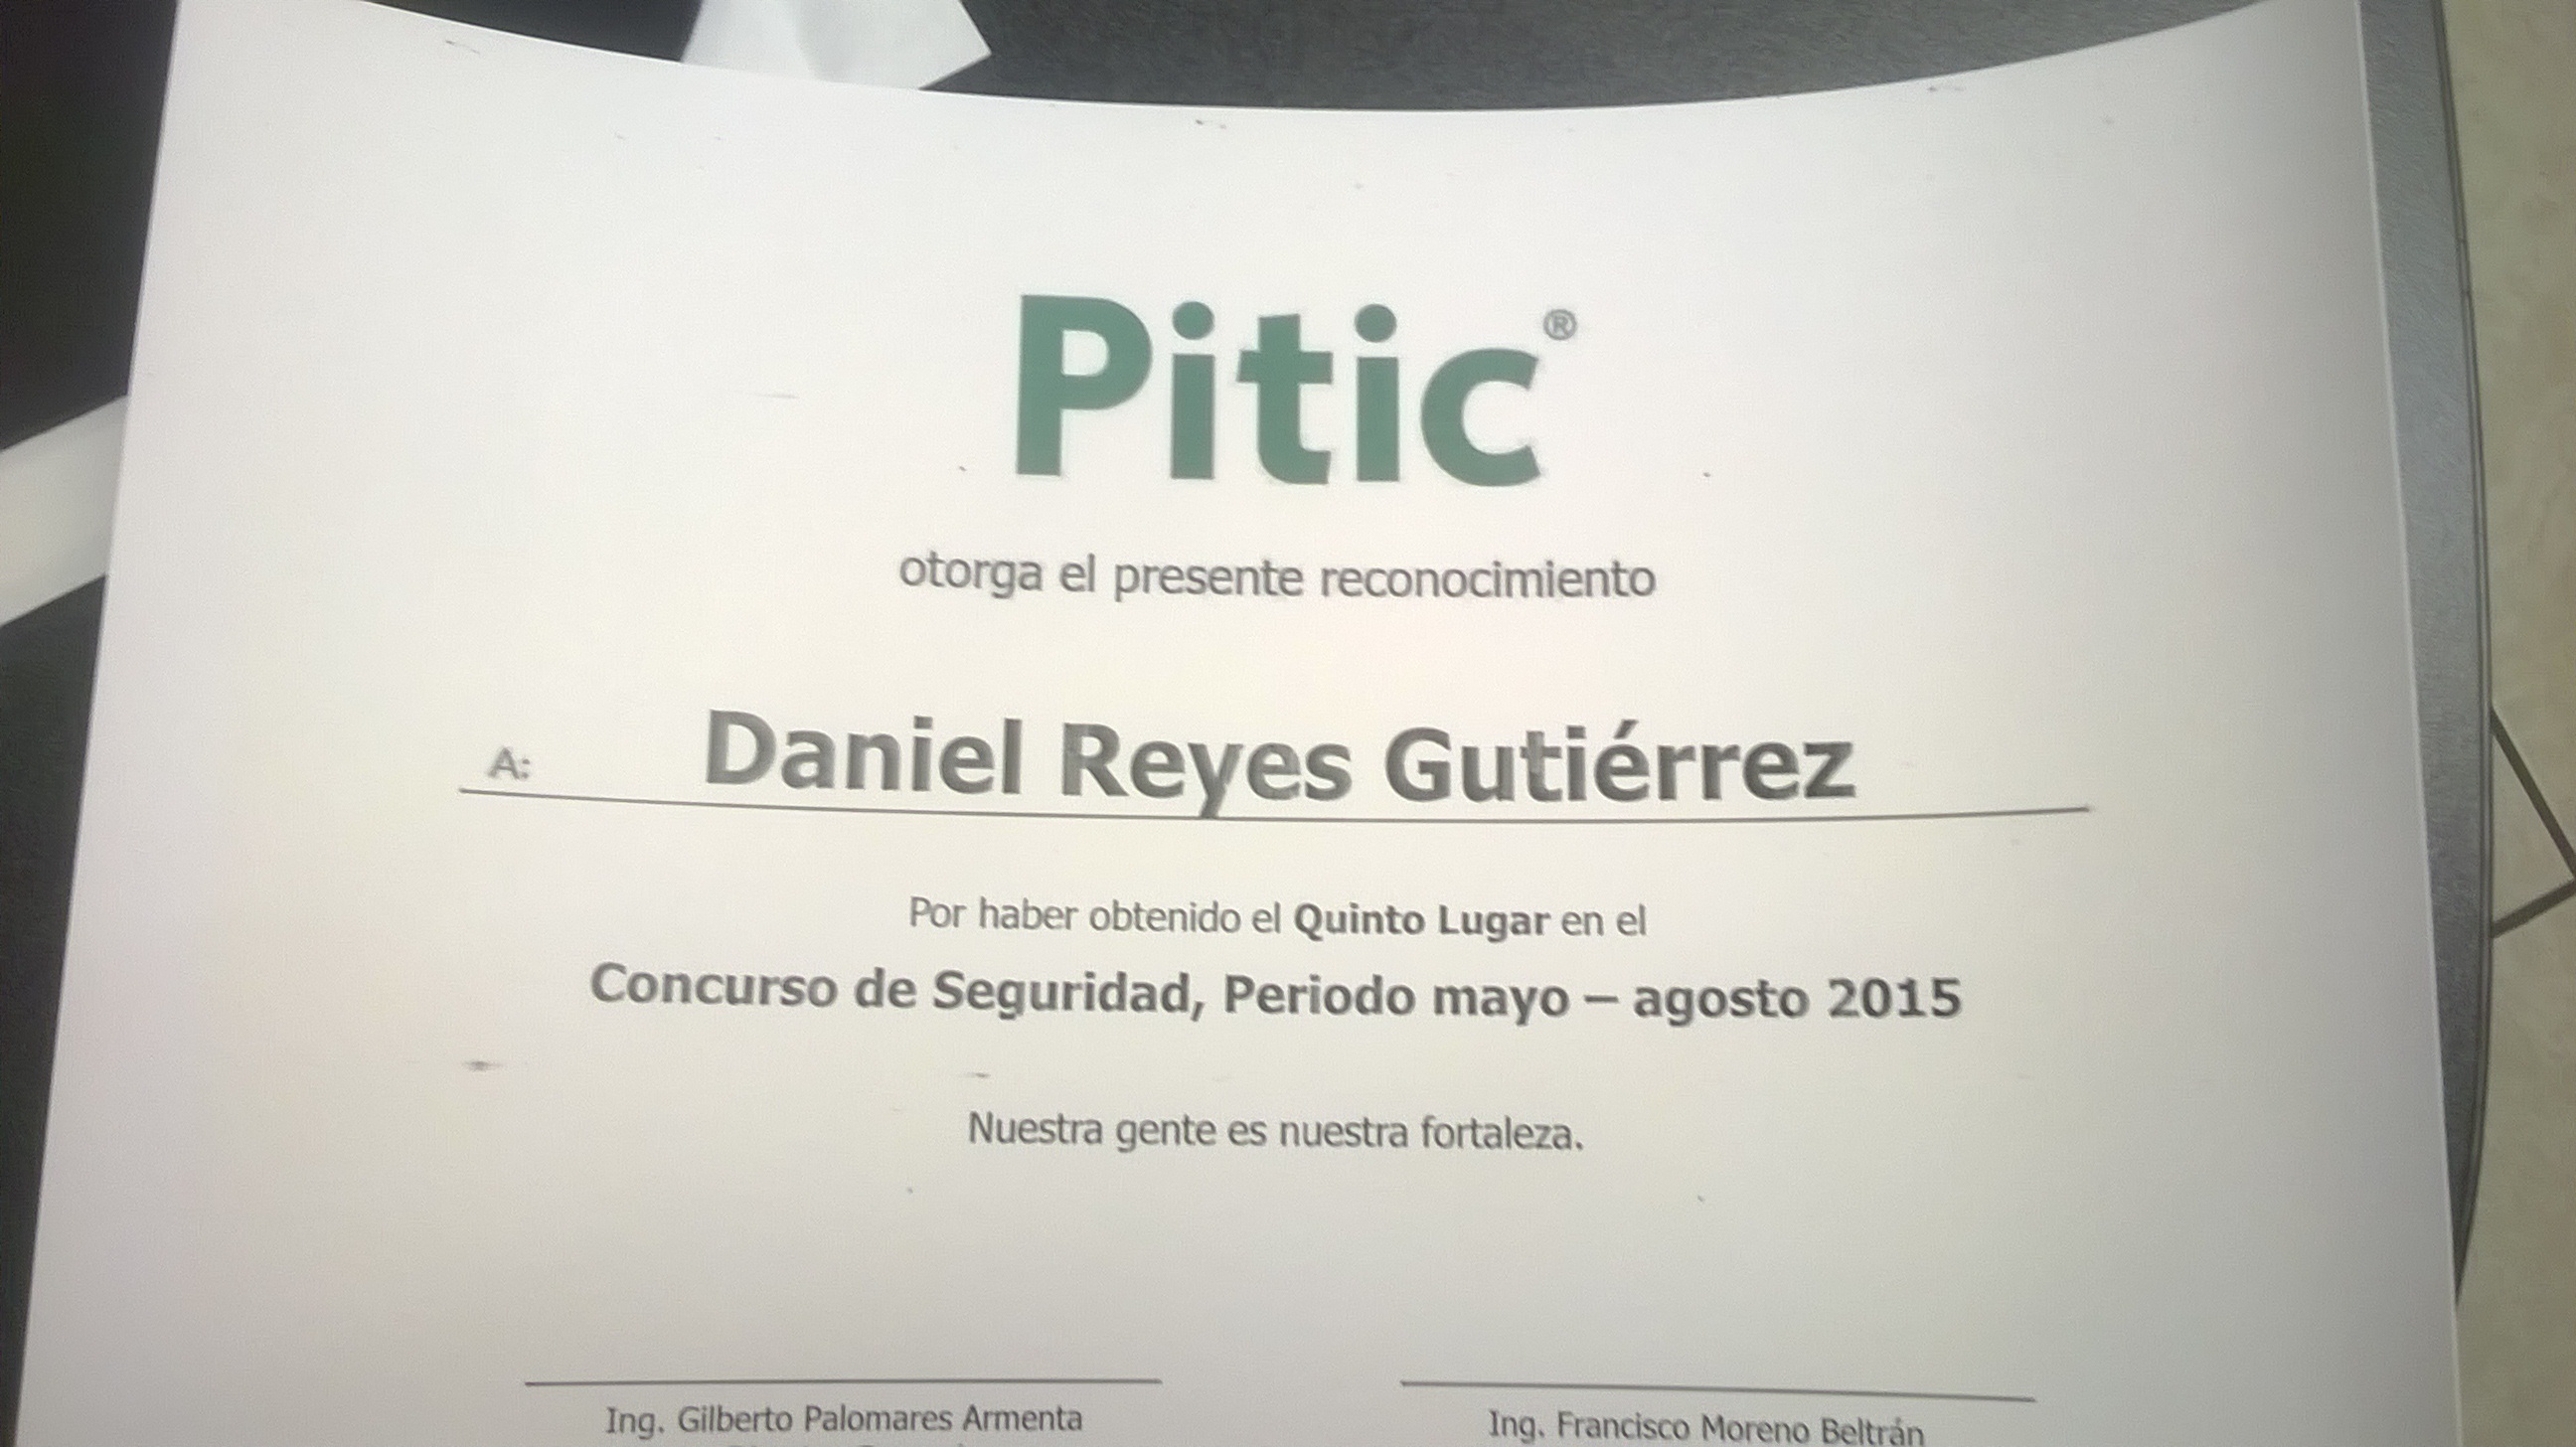 Pitic®
otorga el presente reconocimiento
A: Daniel Reyes Gutiérrez
Por haber obtenido el Quinto Lugar en el
Concurso de Seguridad, Periodo mayo – agosto 2015
Nuestra gente es nuestra fortaleza.
Ing. Gilberto Palomares Armenta
Ing. Francisco Moreno Beltrán